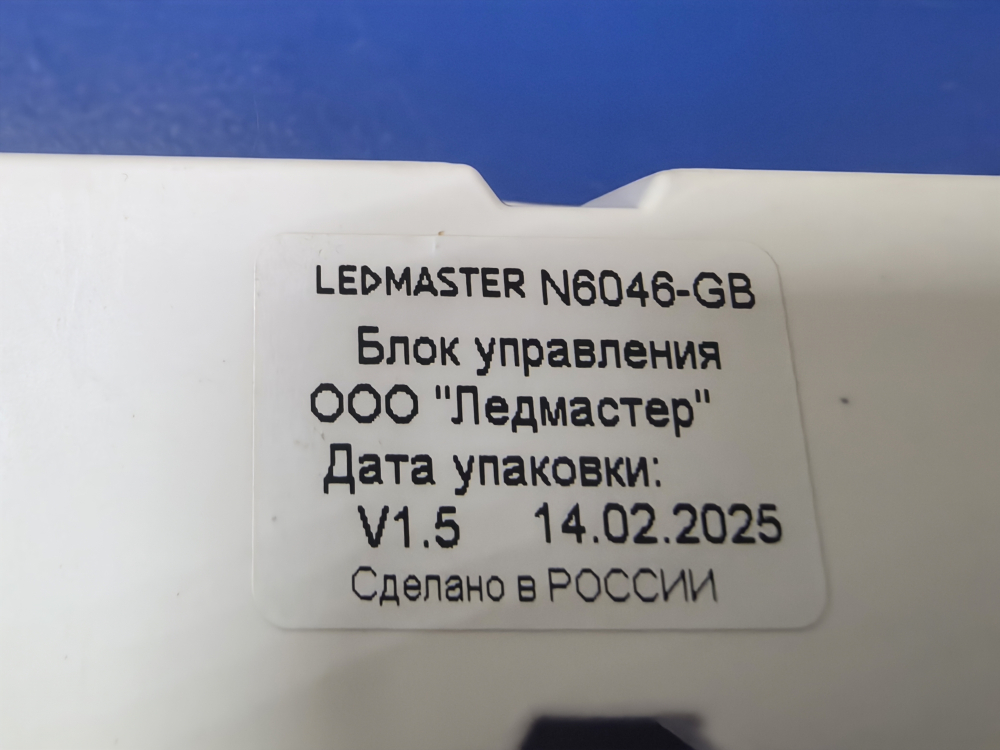 LEDMASTER N6046-GB
Блок управления
ООО "Ледмастер"
Дата упаковки:
V1.5 14.02.2025
Сделано в РОССИИ